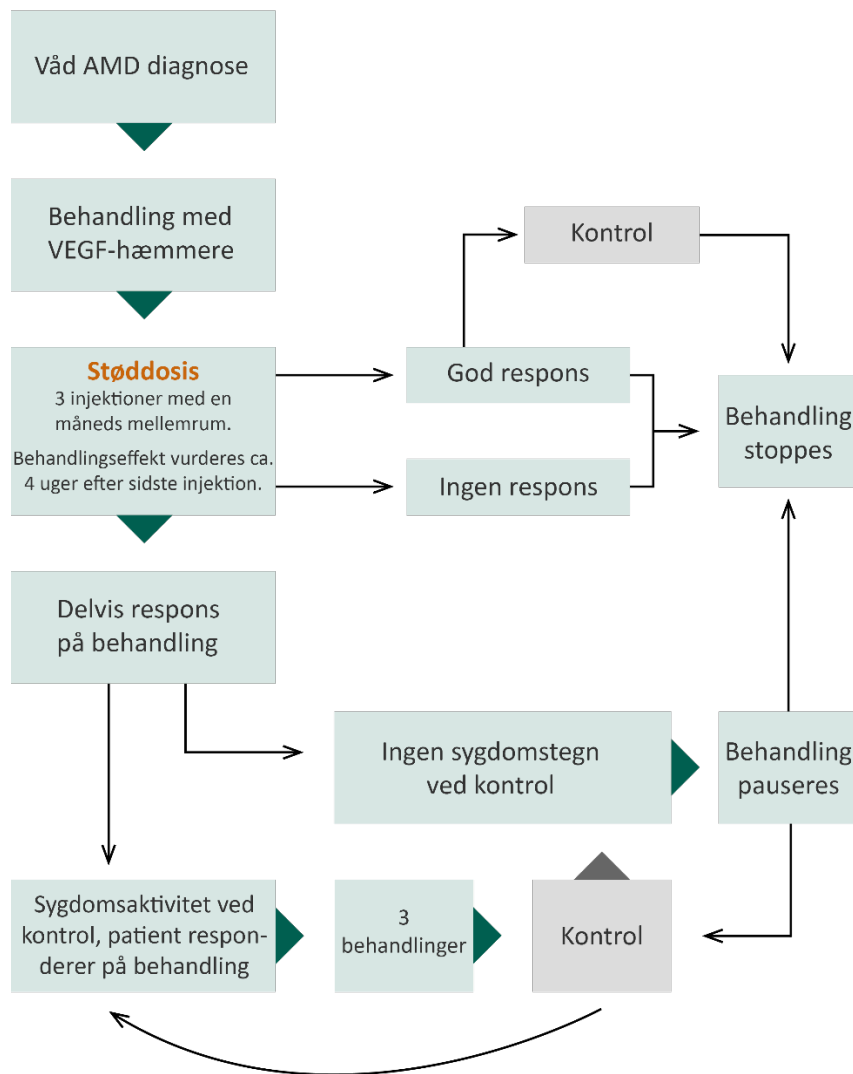 Våd AMD diagnose
Behandling med
VEGF-hæmmere
Støddosis
3 injektioner med en
måneds mellemrum.
Behandlingseffekt vurderes ca.
4 uger efter sidste injektion.
Kontrol
God respons
Ingen respons
Behandling
stoppes
Delvis respons
på behandling
Ingen sygdomstegn
ved kontrol
Behandling
pauseres
Sygdomsaktivitet ved
kontrol, patient respon-
derer på behandling
3
behandlinger
Kontrol